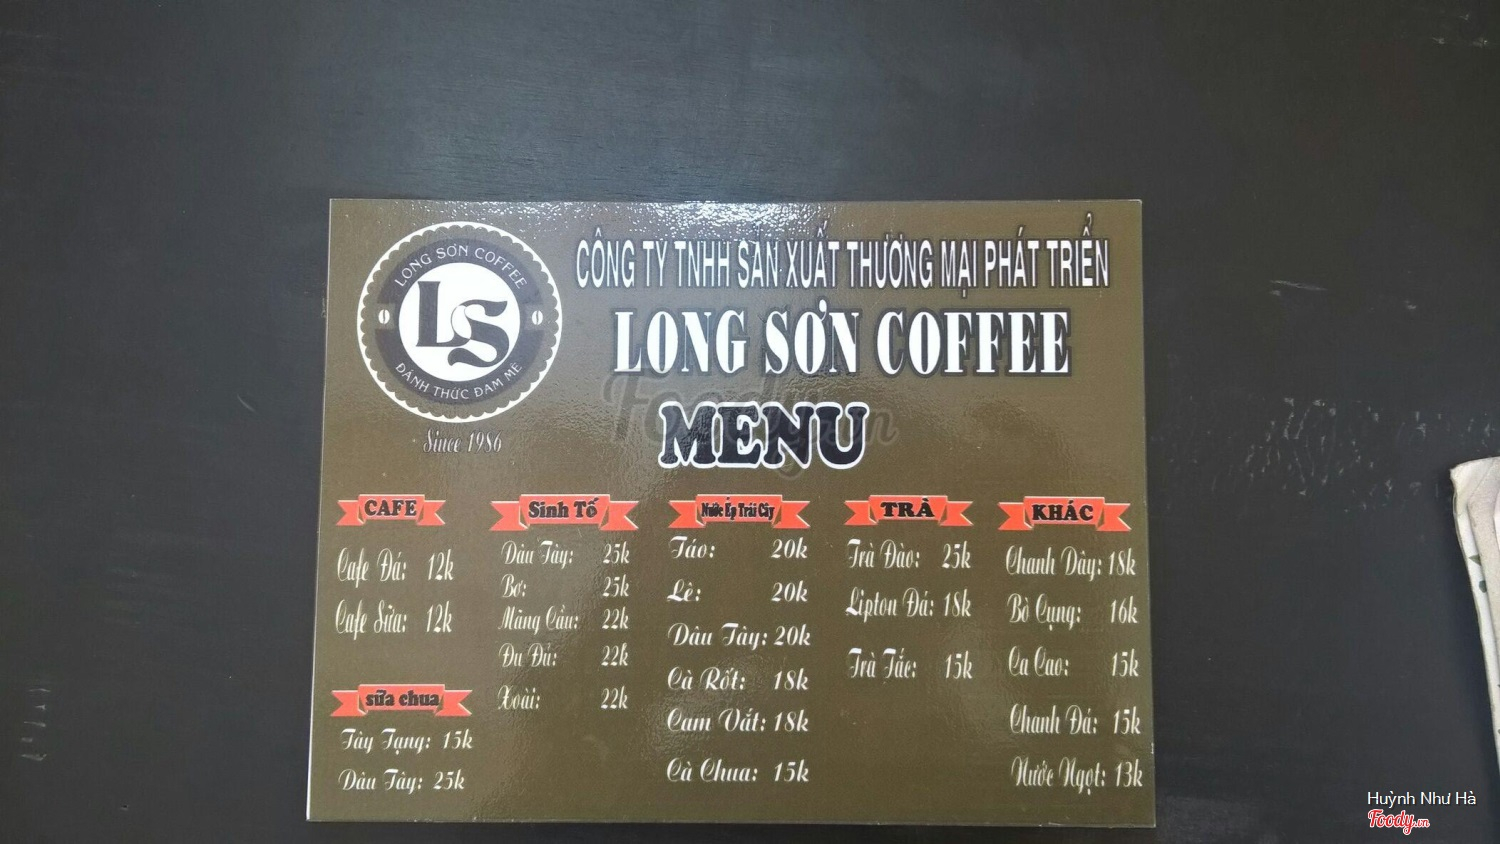 LONG SƠN COFFEE
LS
ĐÁNH THỨC ĐAM MÊ
Since 1986
CÔNG TY TNHH SẢN XUẤT THƯƠNG MẠI PHÁT TRIỂN
LONG SƠN COFFEE
MENU
CAFE
Cafe Đá: 12k
Cafe Sữa: 12k
sữa chua
Tây Tạng: 15k
Dâu Tây: 25k
Sinh Tố
Dâu Tây: 25k
Bơ: 25k
Mãng Cầu: 22k
Đu Đủ: 22k
Xoài: 22k
Nước Ép Trái Cây
Táo: 20k
Lê: 20k
Dâu Tây: 20k
Cà Rốt: 18k
Cam Vắt: 18k
Cà Chua: 15k
TRÀ
Trà Đào: 25k
Lipton Đá: 18k
Trà Tắc: 15k
KHÁC
Chanh Dây: 18k
Bò Cụng: 16k
Ca Cao: 15k
Chanh Đá: 15k
Nước Ngọt: 13k
Foody.vn
Huỳnh Như Hà
Foody.vn